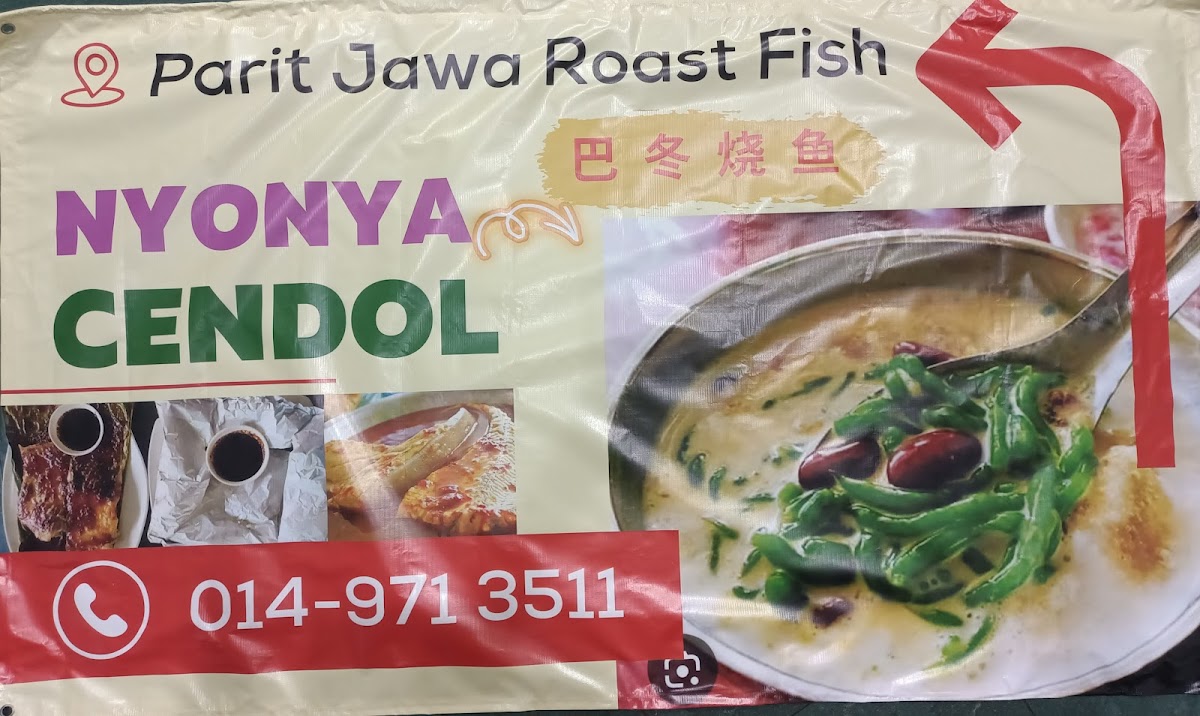 Parit Jawa Roast Fish
巴冬烧鱼
NYONYA
CENDOL
014-971 3511